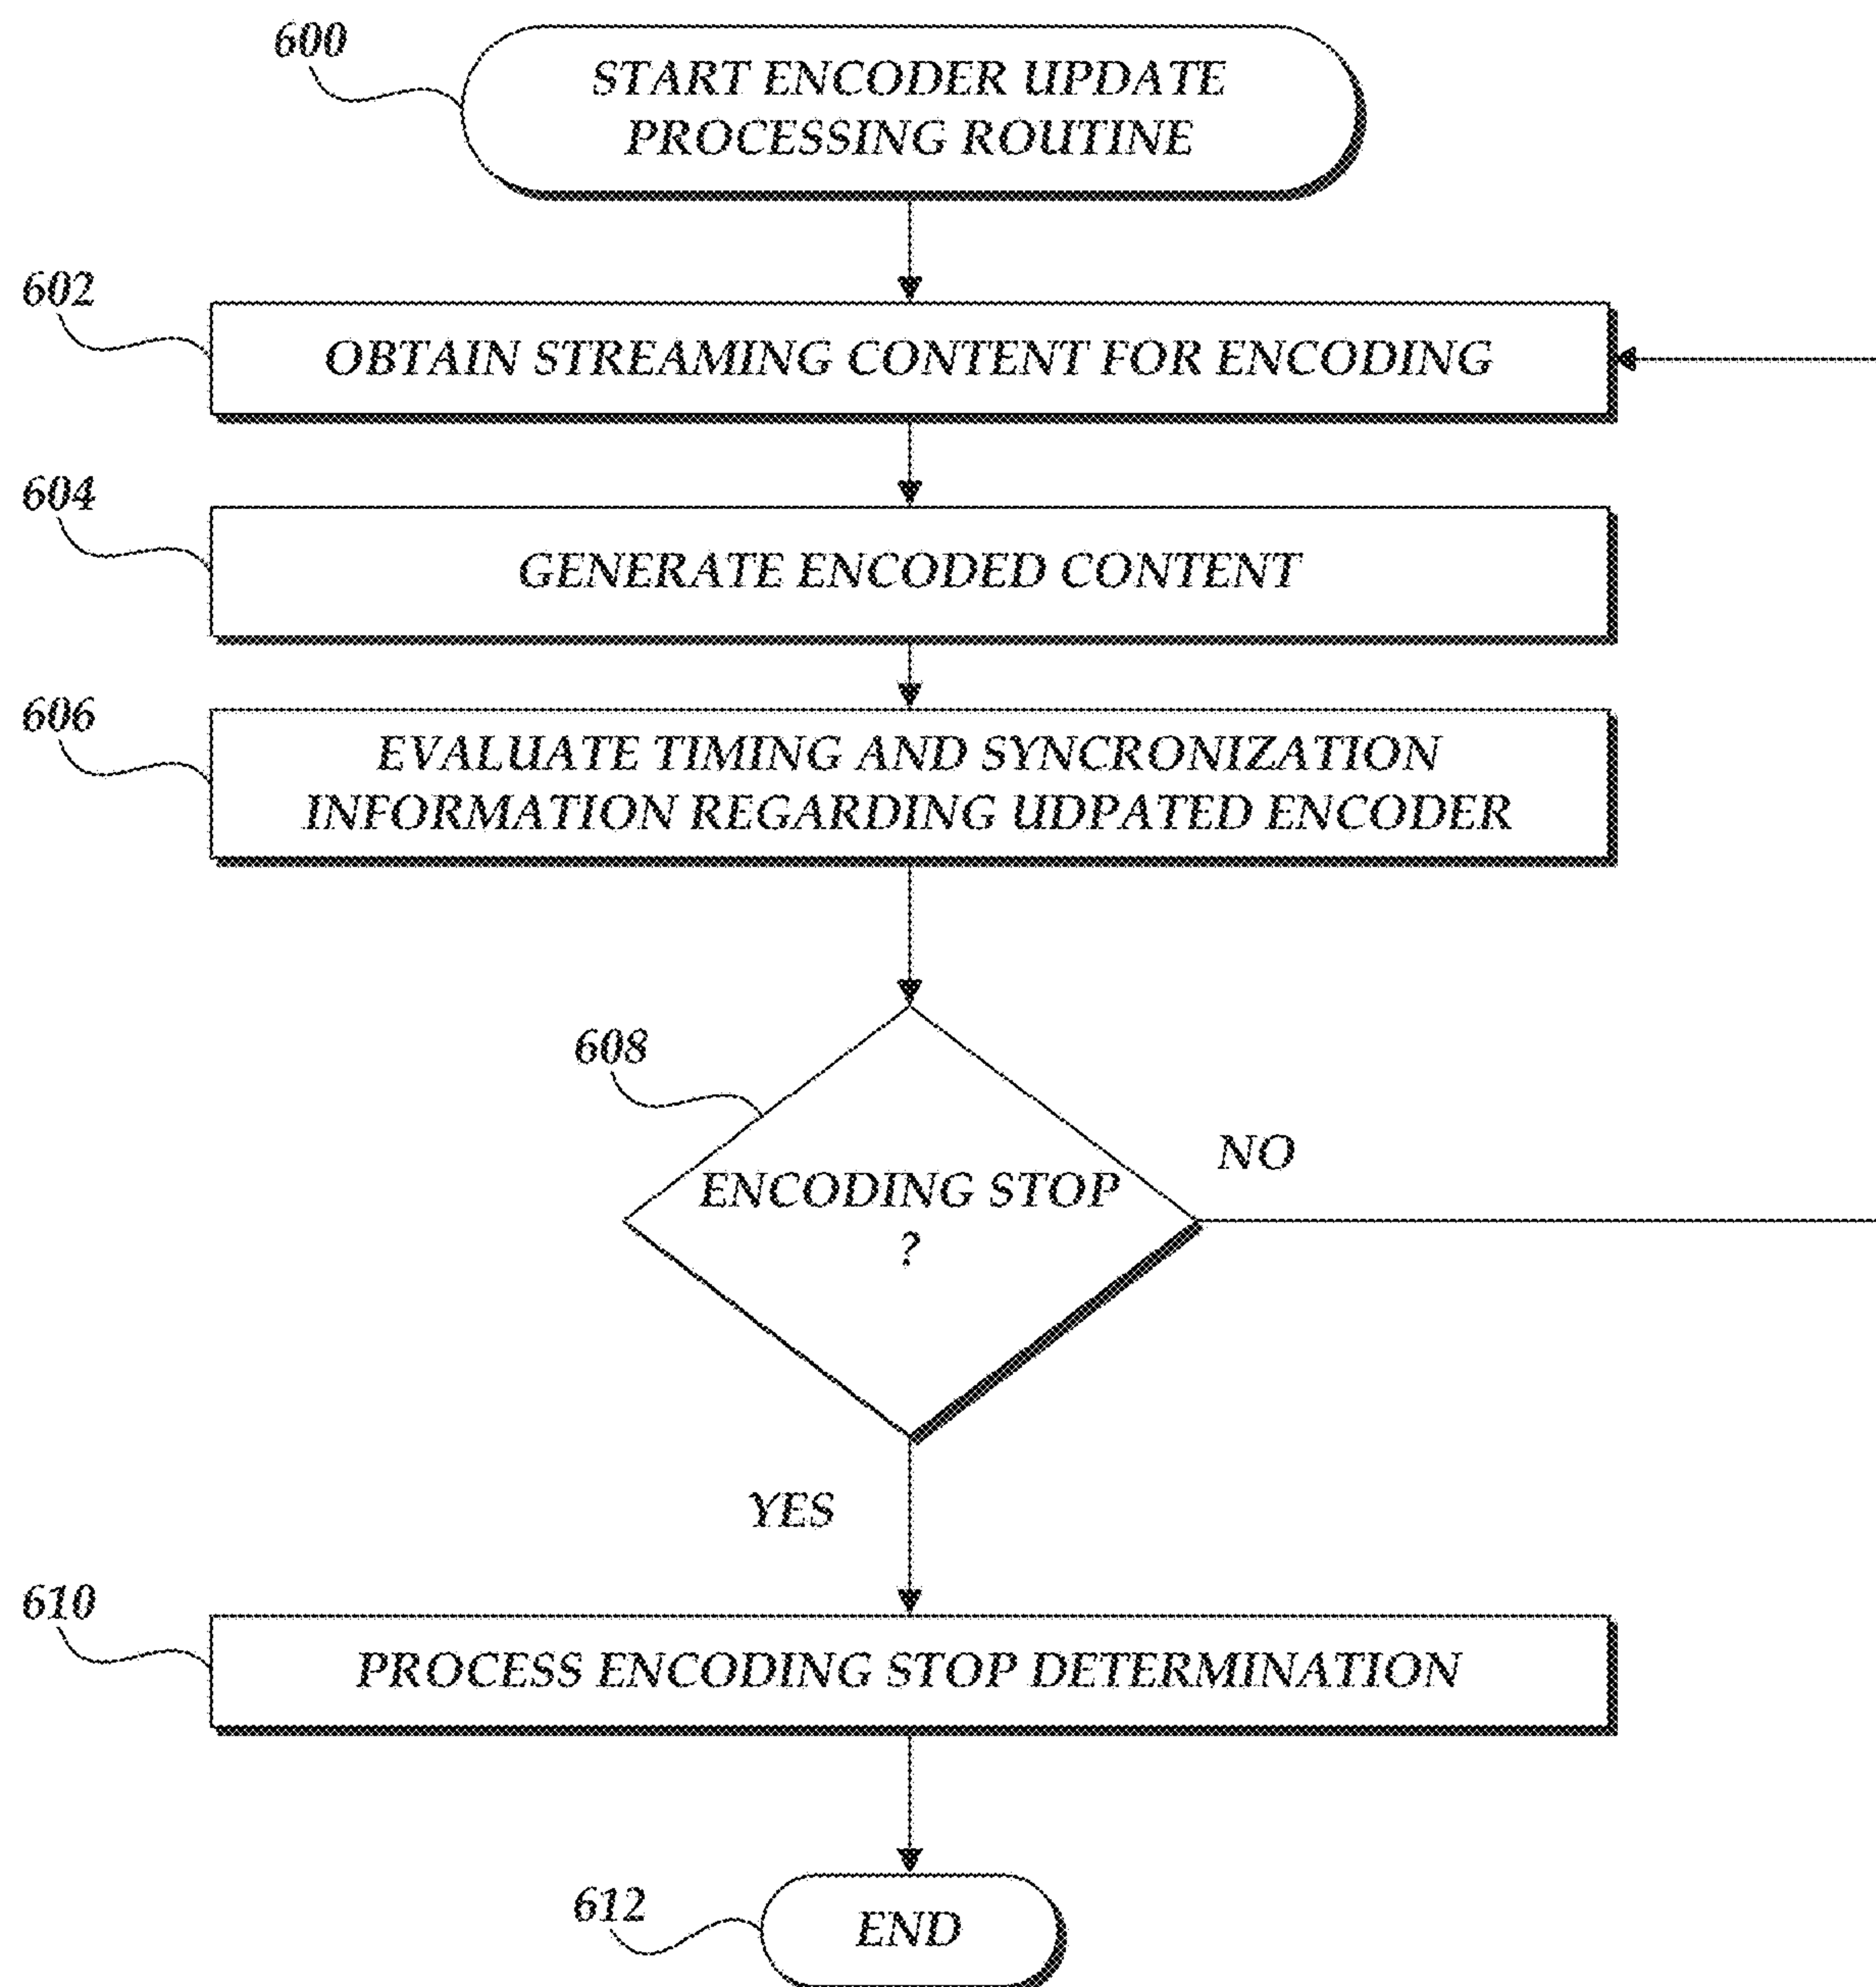 600
START ENCODER UPDATE
PROCESSING ROUTINE
602
OBTAIN STREAMING CONTENT FOR ENCODING
604
GENERATE ENCODED CONTENT
606
EVALUATE TIMING AND SYNCRONIZATION
INFORMATION REGARDING UDPATED ENCODER
608
ENCODING STOP
?
NO
YES
610
PROCESS ENCODING STOP DETERMINATION
612
END